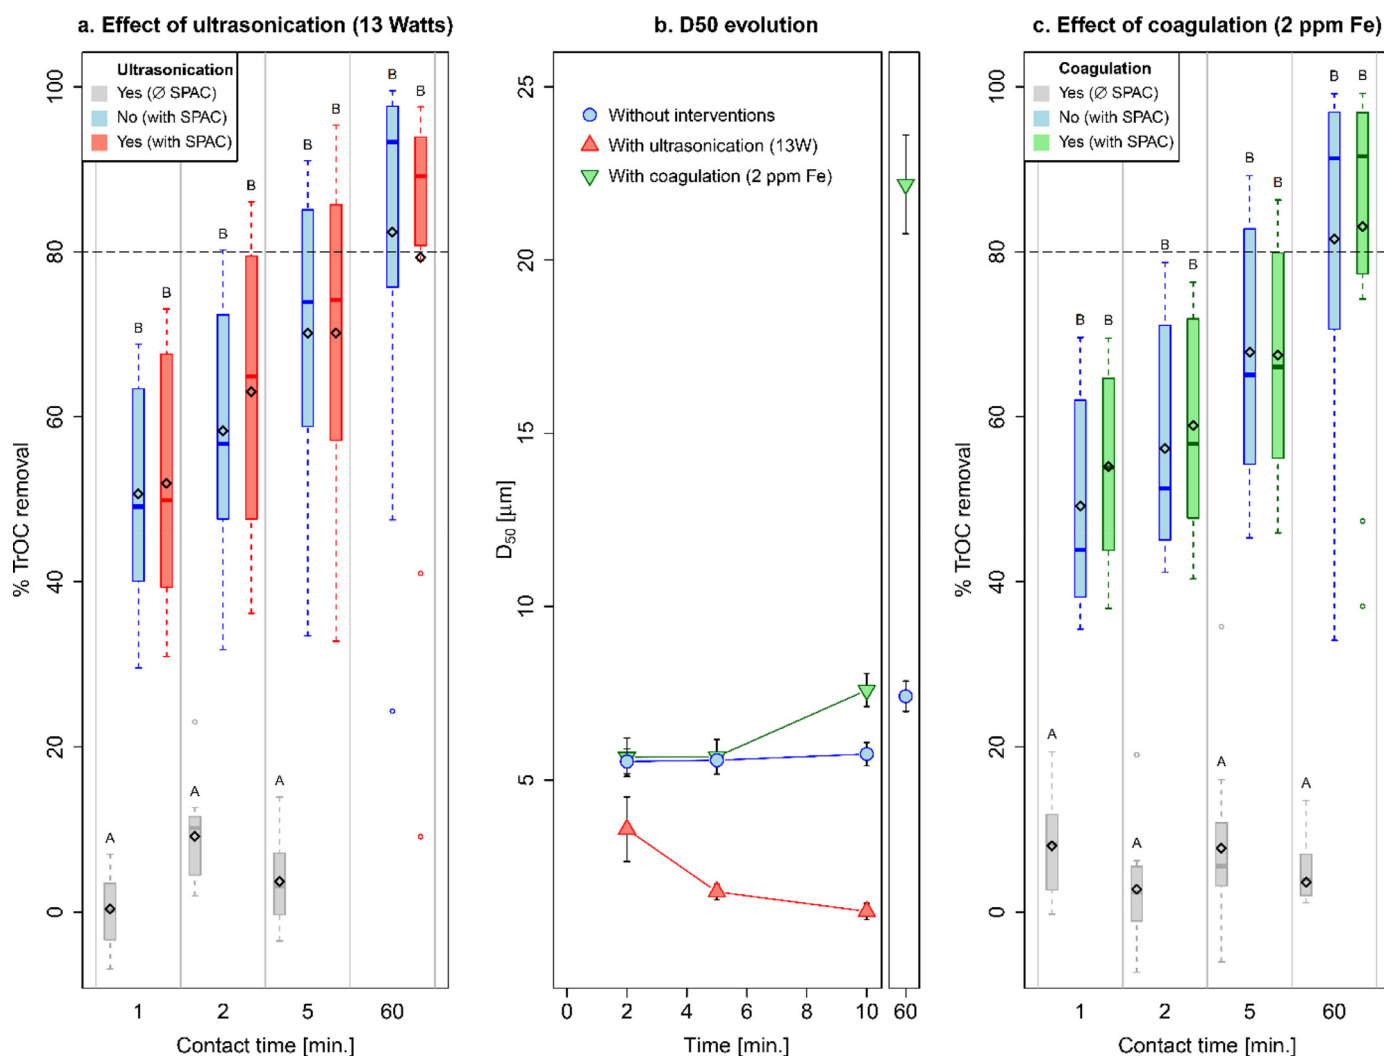 a. Effect of ultrasonication (13 Watts)
Ultrasonication
Yes (Ø SPAC)
No (with SPAC)
Yes (with SPAC)
% TrOC removal
100
80
60
40
20
0
A
B
B
A
B
B
A
B
B
B
B
1
2
5
60
Contact time [min.]
b. D50 evolution
Without interventions
With ultrasonication (13W)
With coagulation (2 ppm Fe)
D50 [µm]
25
20
15
10
5
0
2
4
6
8
10
60
Time [min.]
c. Effect of coagulation (2 ppm Fe)
Coagulation
Yes (Ø SPAC)
No (with SPAC)
Yes (with SPAC)
% TrOC removal
100
80
60
40
20
0
A
B
B
A
B
B
A
B
B
A
B
B
1
2
5
60
Contact time [min.]